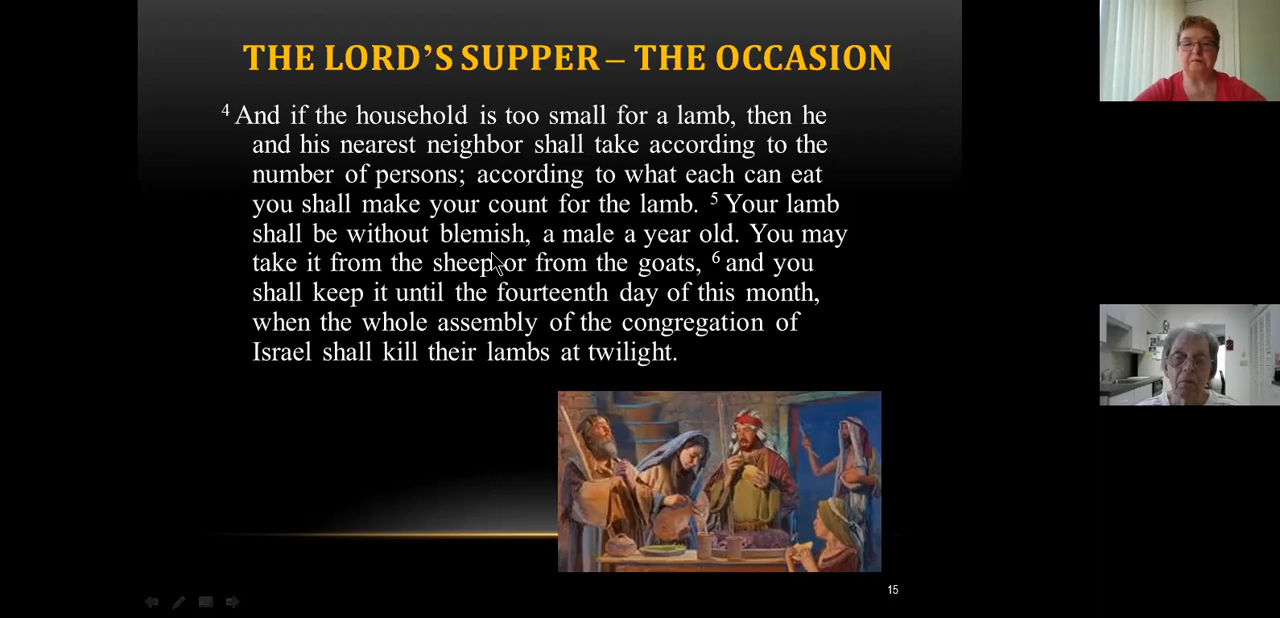 THE LORD’S SUPPER – THE OCCASION
4 And if the household is too small for a lamb, then he
and his nearest neighbor shall take according to the
number of persons; according to what each can eat
you shall make your count for the lamb. 5 Your lamb
shall be without blemish, a male a year old. You may
take it from the sheep or from the goats, 6 and you
shall keep it until the fourteenth day of this month,
when the whole assembly of the congregation of
Israel shall kill their lambs at twilight.
15